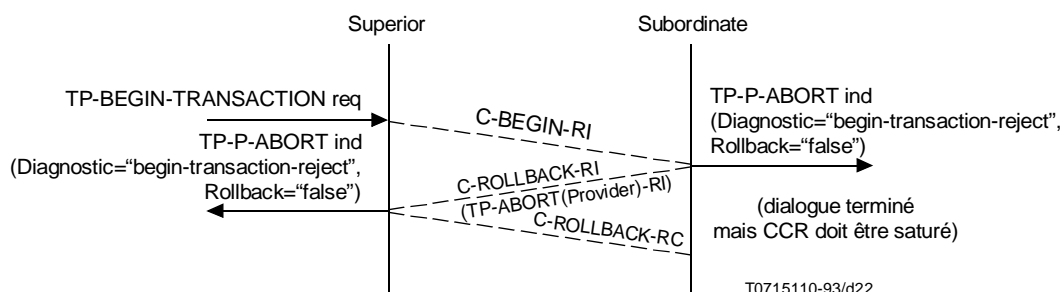 Superior
Subordinate
TP-BEGIN-TRANSACTION req
C-BEGIN-RI
TP-P-ABORT ind
(Diagnostic=“begin-transaction-reject”,
Rollback=“false”)
TP-P-ABORT ind
(Diagnostic=“begin-transaction-reject”,
Rollback=“false”)
C-ROLLBACK-RI
(TP-ABORT(Provider)-RI)
C-ROLLBACK-RC
(dialogue terminé
mais CCR doit être saturé)
T0715110-93/d22